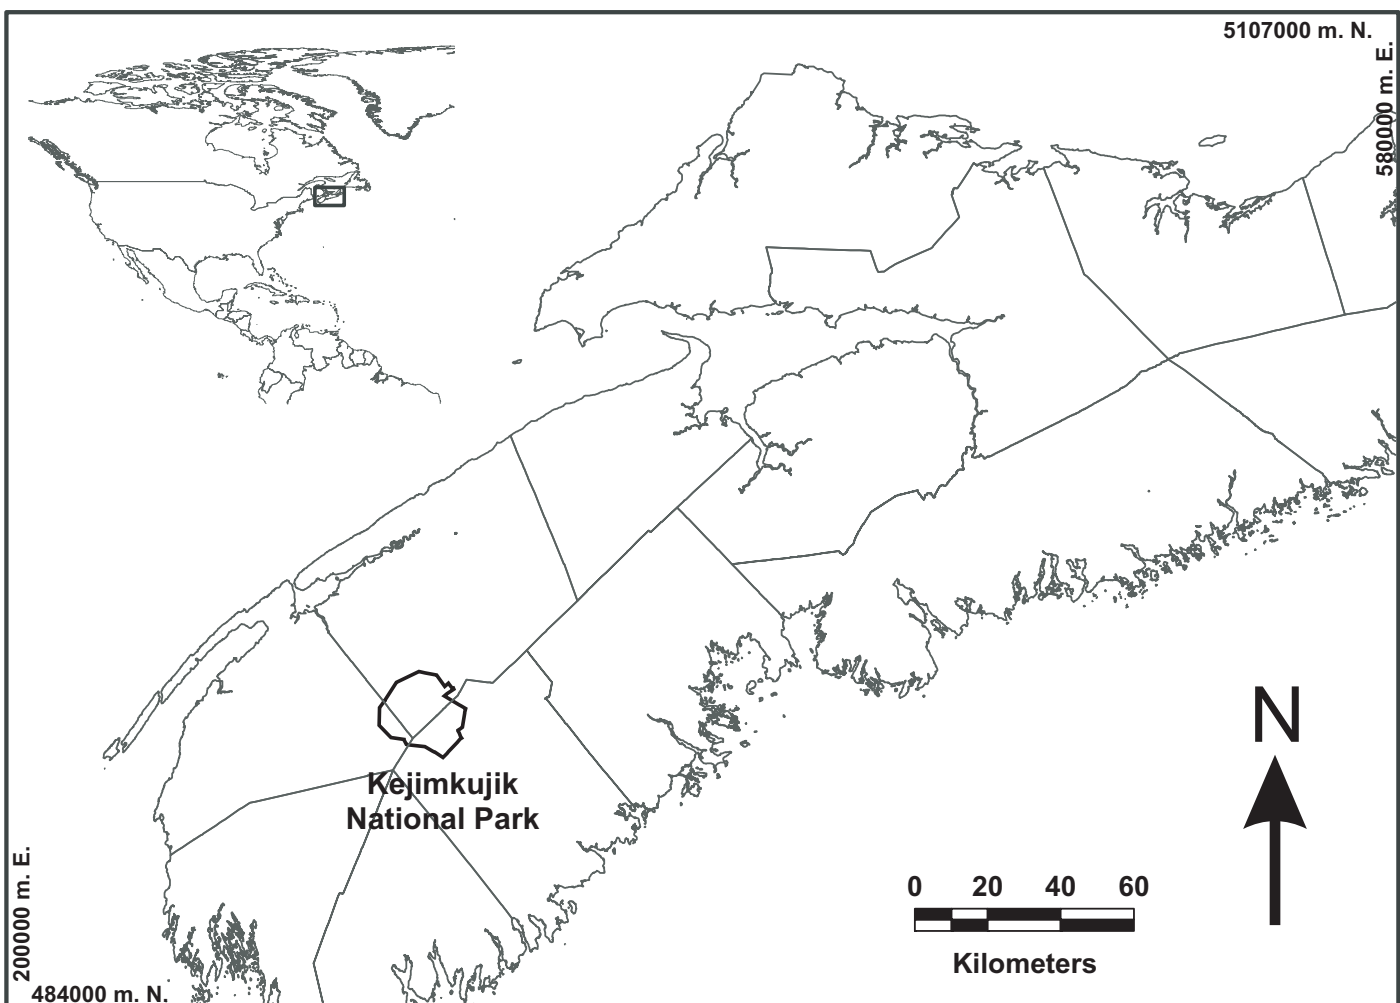 5107000 m. N.
580000 m. E.
Kejimkujik
National Park
N
0 20 40 60
Kilometers
200000 m. E.
484000 m. N.